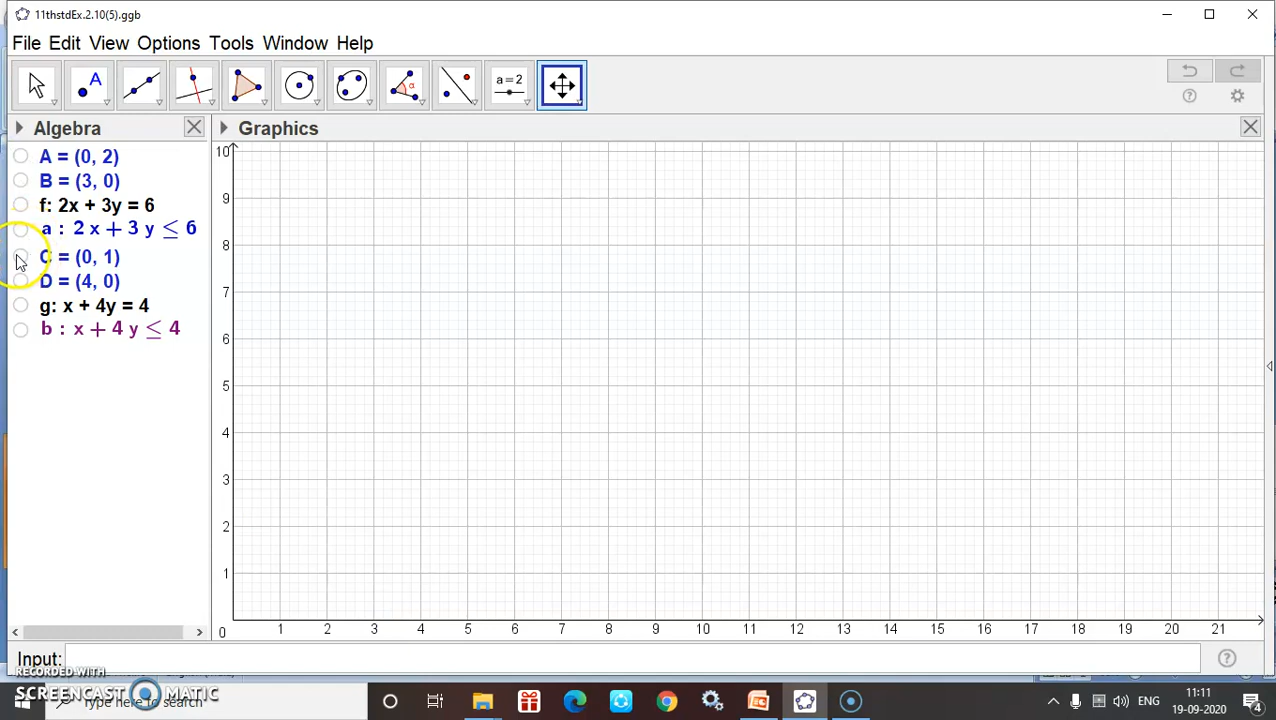 11thstdEx.2.10(5).ggb
File Edit View Options Tools Window Help
A
α
a=2
Algebra
Graphics
A = (0, 2)
B = (3, 0)
f: 2x + 3y = 6
a : 2 x + 3 y ≤ 6
C = (0, 1)
D = (4, 0)
g: x + 4y = 4
b : x + 4 y ≤ 4
10
9
8
7
6
5
4
3
2
1
0 1 2 3 4 5 6 7 8 9 10 11 12 13 14 15 16 17 18 19 20 21
Input:
RECORDED WITH
SCREENCAST MATIC
Type here to search
ENG
11:11
19-09-2020
4